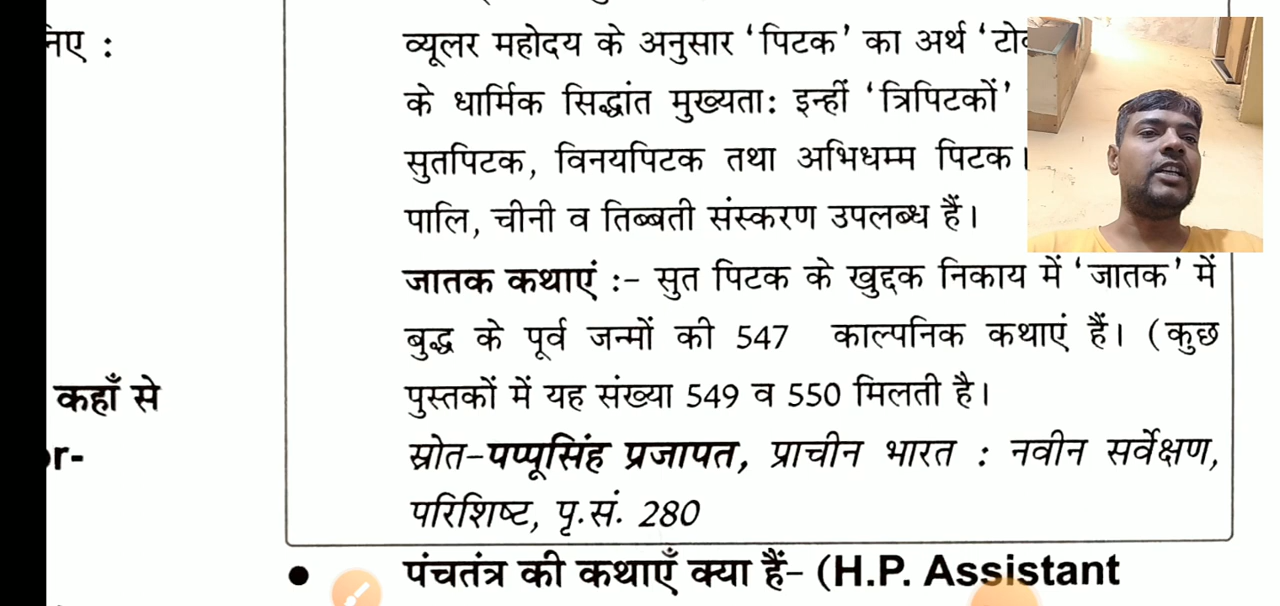 व्यूलर महोदय के अनुसार ‘पिटक’ का अर्थ
के धार्मिक सिद्धांत मुख्यता: इन्हीं ‘त्रिपिटकों’
सुतपिटक, विनयपिटक तथा अभिधम्म पिटक।
पालि, चीनी व तिब्बती संस्करण उपलब्ध हैं।
जातक कथाएं :- सुत पिटक के खुद्दक निकाय में ‘जातक’ में
बुद्ध के पूर्व जन्मों की 547 काल्पनिक कथाएं हैं। (कुछ
पुस्तकों में यह संख्या 549 व 550 मिलती है।
स्रोत-पप्पूसिंह प्रजापत, प्राचीन भारत : नवीन सर्वेक्षण,
परिशिष्ट, पृ.सं. 280
• पंचतंत्र की कथाएँ क्या हैं- (H.P. Assistant
कहाँ से